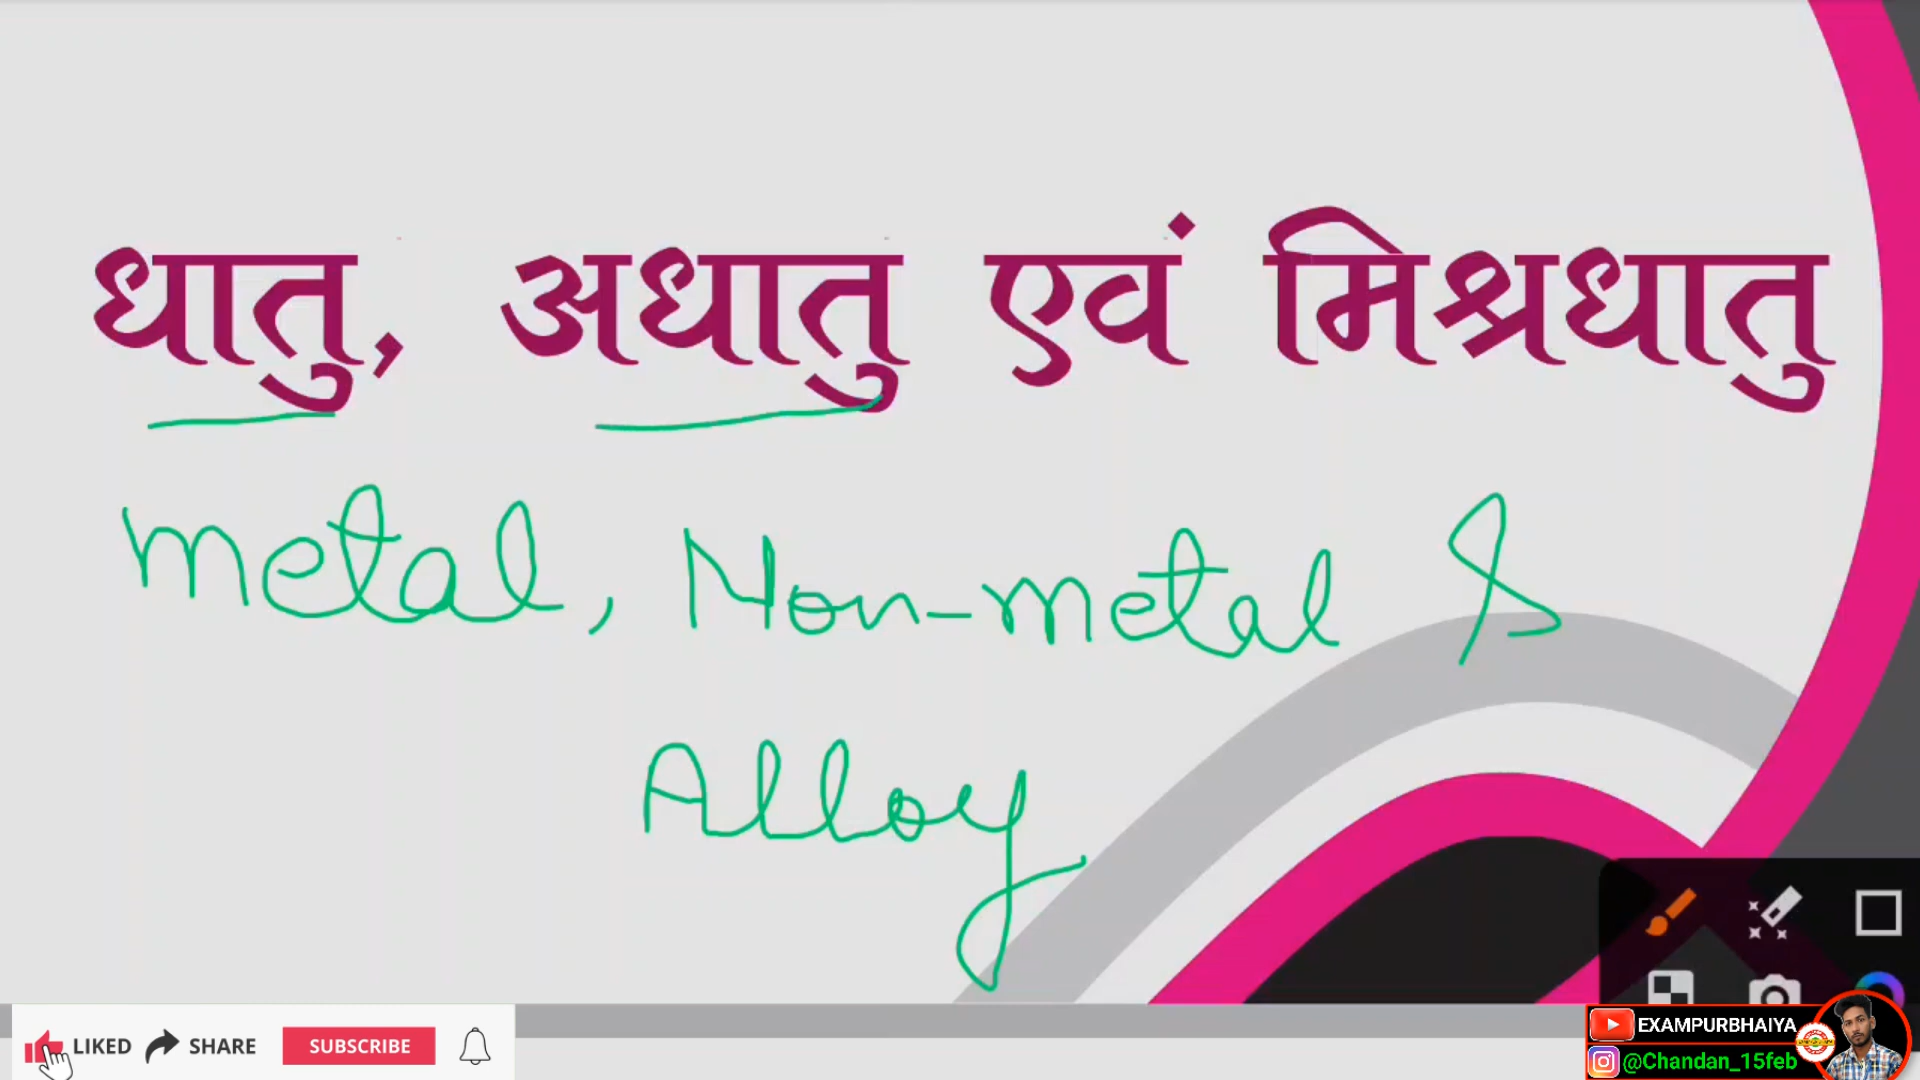 धातु, अधातु एवं मिश्रधातु
metal, Non-metal &
Alloy
LIKED SHARE SUBSCRIBE
EXAMPURBHAIYA
@Chandan_15feb